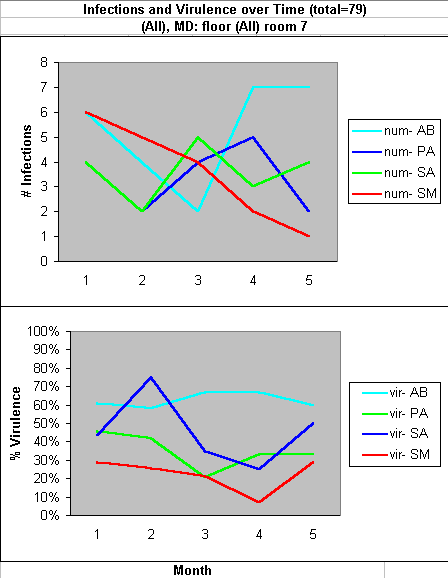 Infections and Virulence over Time (total=79)
(All), MD: floor (All) room 7
8
7
6
5
4
3
2
1
0
# Infections
1 2 3 4 5
num- AB
num- PA
num- SA
num- SM
100%
90%
80%
70%
60%
50%
40%
30%
20%
10%
0%
% Virulence
1 2 3 4 5
vir- AB
vir- PA
vir- SA
vir- SM
Month